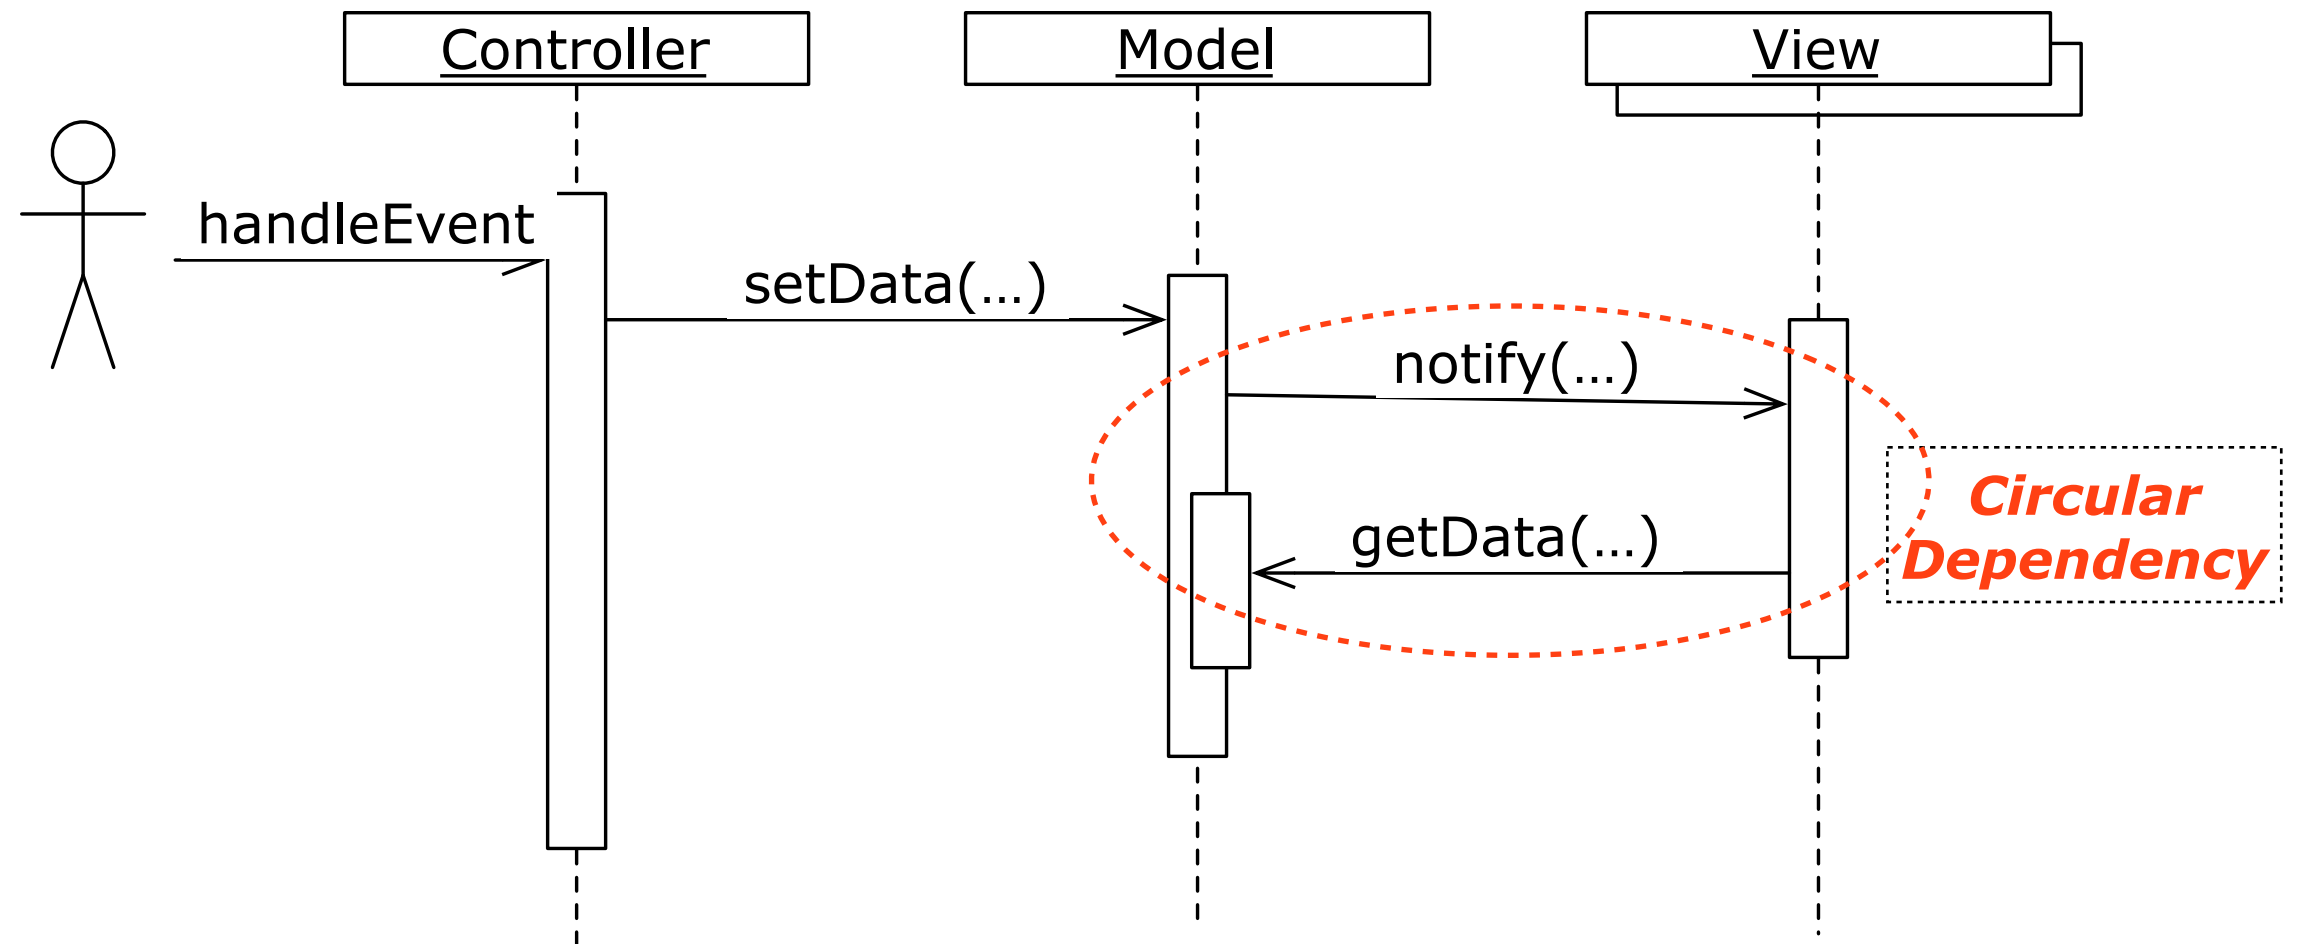 Controller
Model
View
handleEvent
setData(...)
notify(...)
getData(...)
Circular
Dependency